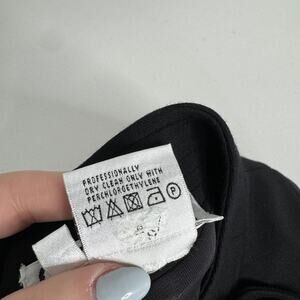 PROFESSIONALLY
DRY CLEAN ONLY WITH
PERCHLOROETHYLENE
P